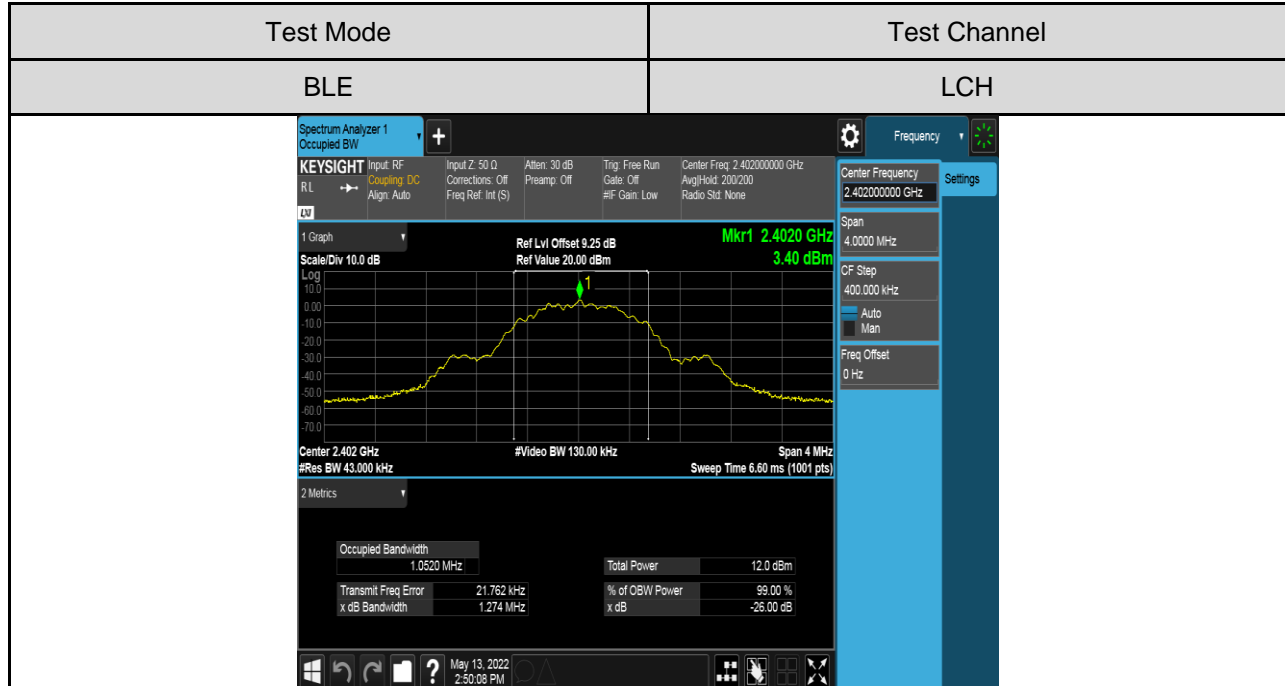 Test Mode Test Channel
BLE LCH
Spectrum Analyzer 1
Occupied BW
+
Frequency
KEYSIGHT Input: RF Input Z: 50 Ω Atten: 30 dB Trig: Free Run Center Freq: 2.402000000 GHz
RL Coupling: DC Corrections: Off Preamp: Off Gate: Off Avg|Hold: 200/200
Align: Auto Freq Ref: Int (S) #IF Gain: Low Radio Std: None
LXI
Center Frequency
2.402000000 GHz
Settings
Span
4.0000 MHz
CF Step
400.000 kHz
Auto
Man
Freq Offset
0 Hz
1 Graph Ref Lvl Offset 9.25 dB Mkr1 2.4020 GHz
Scale/Div 10.0 dB Ref Value 20.00 dBm 3.40 dBm
Log
10.0
0.00
-10.0
-20.0
-30.0
-40.0
-50.0
-60.0
-70.0
1
Center 2.402 GHz #Video BW 130.00 kHz Span 4 MHz
#Res BW 43.000 kHz Sweep Time 6.60 ms (1001 pts)
2 Metrics
Occupied Bandwidth
1.0520 MHz Total Power 12.0 dBm
Transmit Freq Error 21.762 kHz % of OBW Power 99.00 %
x dB Bandwidth 1.274 MHz x dB -26.00 dB
? May 13, 2022
2:50:08 PM